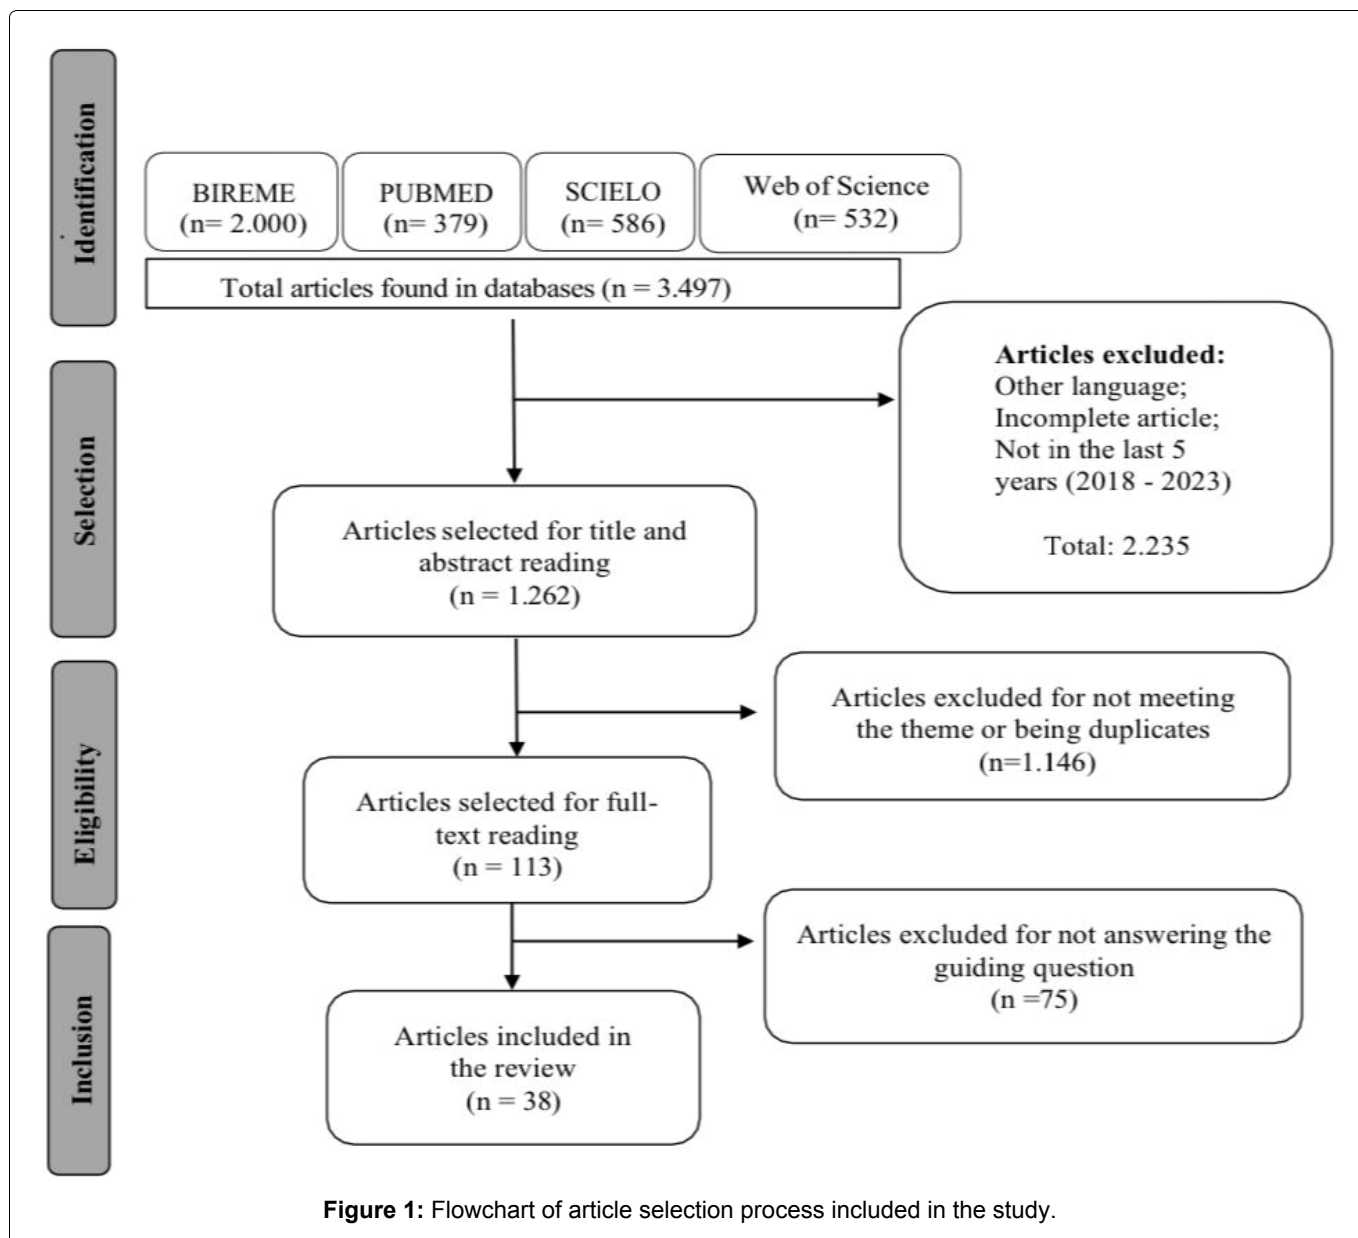 Identification
BIREME
(n= 2.000)
PUBMED
(n= 379)
SCIELO
(n= 586)
Web of Science
(n= 532)
Total articles found in databases (n = 3.497)
Articles excluded:
Other language;
Incomplete article;
Not in the last 5
years (2018 - 2023)
Total: 2.235
Selection
Articles selected for title and
abstract reading
(n = 1.262)
Articles excluded for not meeting
the theme or being duplicates
(n=1.146)
Eligibility
Articles selected for full-
text reading
(n = 113)
Articles excluded for not answering the
guiding question
(n =75)
Inclusion
Articles included in
the review
(n = 38)
Figure 1: Flowchart of article selection process included in the study.